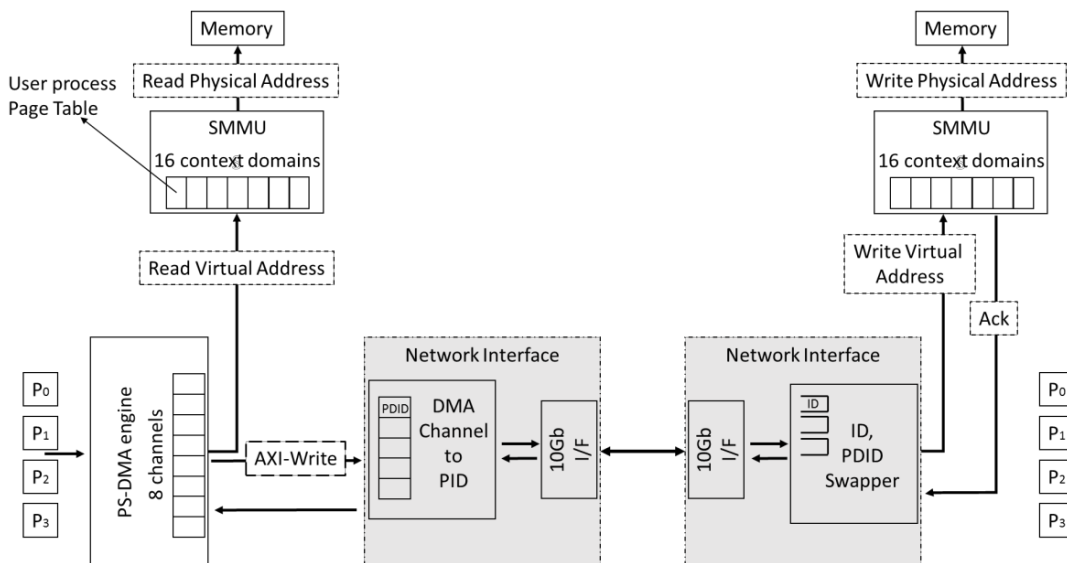 Memory
Memory
Read Physical Address
Write Physical Address
User process
Page Table
SMMU
16 context domains
SMMU
16 context domains
Read Virtual Address
Write Virtual
Address
Ack
Network Interface
Network Interface
P0
P1
P2
P3
PS-DMA engine
8 channels
AXI-Write
PDID
DMA
Channel
to
PID
10Gb
I/F
10Gb
I/F
ID
ID,
PDID
Swapper
P0
P1
P2
P3